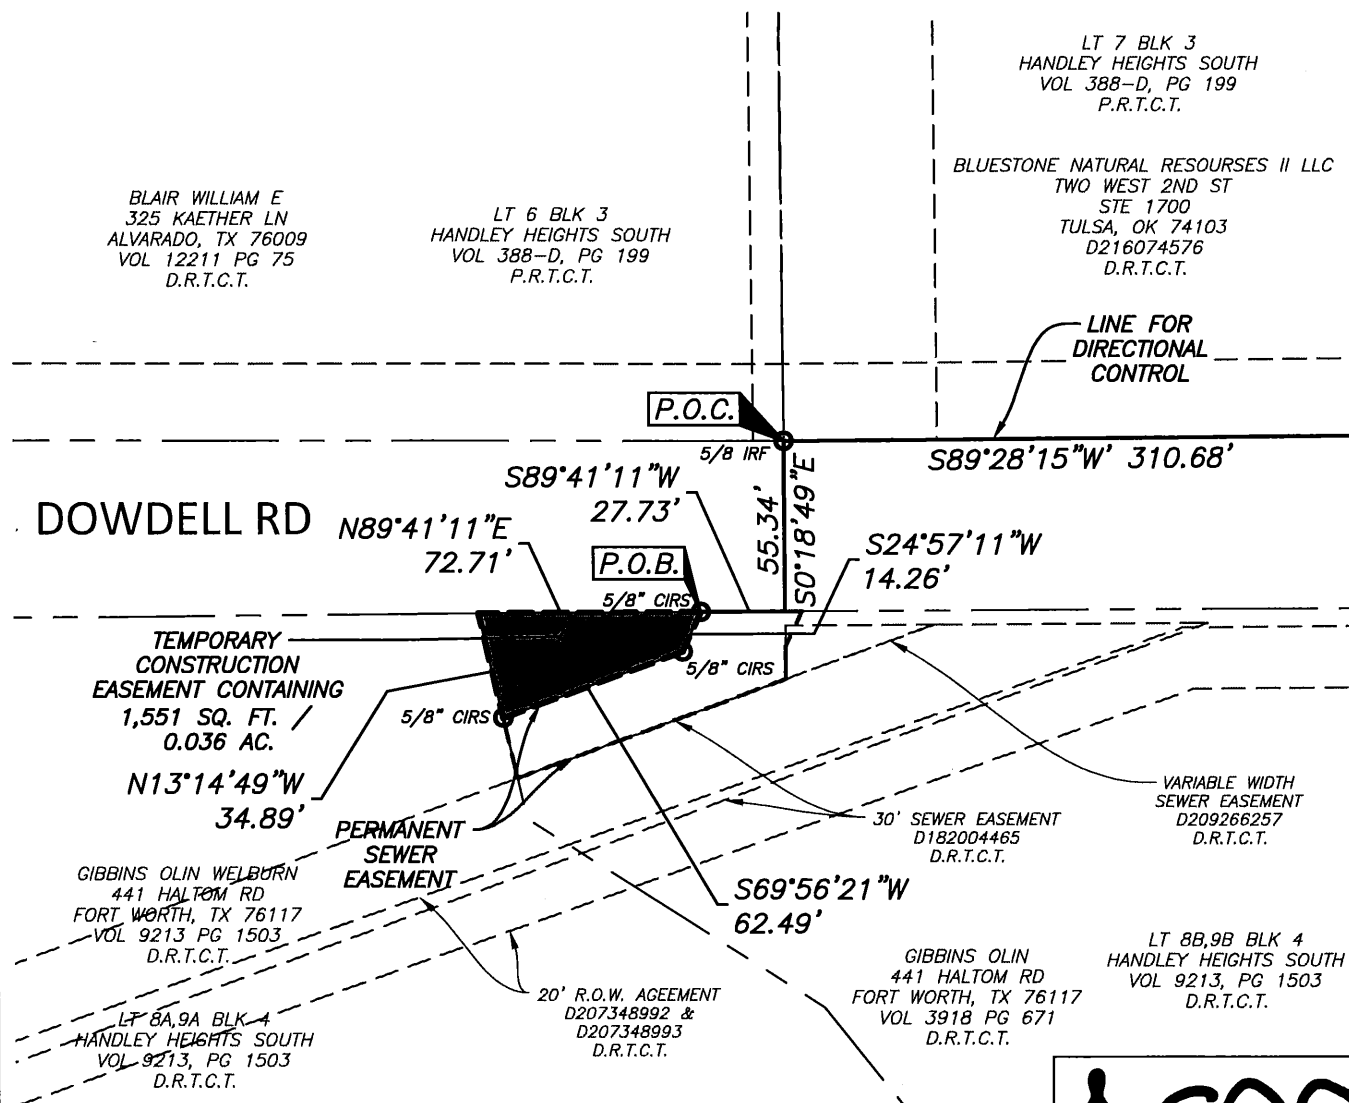 LT 7 BLK 3
HANDLEY HEIGHTS SOUTH
VOL 388-D, PG 199
P.R.T.C.T.
BLUESTONE NATURAL RESOURSES II LLC
TWO WEST 2ND ST
STE 1700
TULSA, OK 74103
D216074576
D.R.T.C.T.
BLAIR WILLIAM E
325 KAETHER LN
ALVARADO, TX 76009
VOL 12211 PG 75
D.R.T.C.T.
LT 6 BLK 3
HANDLEY HEIGHTS SOUTH
VOL 388-D, PG 199
P.R.T.C.T.
LINE FOR
DIRECTIONAL
CONTROL
P.O.C.
5/8 IRF
S89°28'15"W' 310.68'
S89°41'11"W
27.73'
55.34'
S0°18'49"E
DOWDELL RD
N89°41'11"E
72.71'
P.O.B.
5/8" CIRS
S24°57'11"W
14.26'
TEMPORARY
CONSTRUCTION
EASEMENT CONTAINING
1,551 SQ. FT. /
0.036 AC.
5/8" CIRS
5/8" CIRS
N13°14'49"W
34.89'
PERMANENT
SEWER
EASEMENT
30' SEWER EASEMENT
D182004465
D.R.T.C.T.
VARIABLE WIDTH
SEWER EASEMENT
D209266257
D.R.T.C.T.
GIBBINS OLIN WELBURN
441 HALTOM RD
FORT WORTH, TX 76117
VOL 9213 PG 1503
D.R.T.C.T.
S69°56'21"W
62.49'
GIBBINS OLIN
441 HALTOM RD
FORT WORTH, TX 76117
VOL 3918 PG 671
D.R.T.C.T.
LT 8B,9B BLK 4
HANDLEY HEIGHTS SOUTH
VOL 9213, PG 1503
D.R.T.C.T.
20' R.O.W. AGEEMENT
D207348992 &
D207348993
D.R.T.C.T.
LT 8A,9A BLK 4
HANDLEY HEIGHTS SOUTH
VOL 9213, PG 1503
D.R.T.C.T.